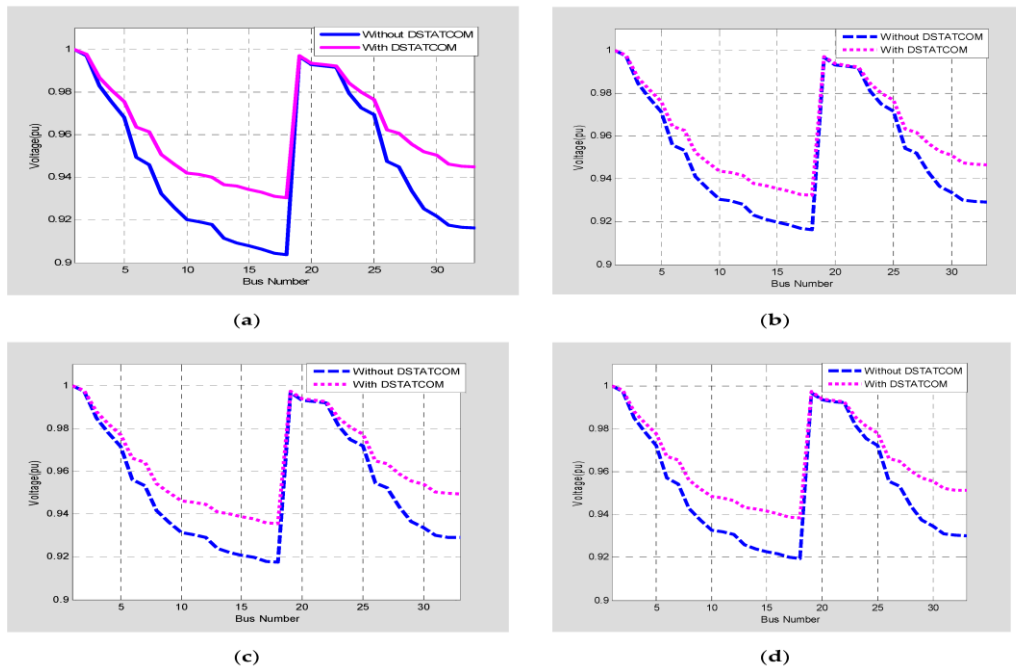 Without DSTATCOM
With DSTATCOM
1
0.98
0.96
0.94
0.92
0.9
Voltage(pu)
5
10
15
20
25
30
Bus Number
(a)
Without DSTATCOM
With DSTATCOM
1
0.98
0.96
0.94
0.92
0.9
Voltage(pu)
5
10
15
20
25
30
Bus Number
(b)
Without DSTATCOM
With DSTATCOM
1
0.98
0.96
0.94
0.92
0.9
Voltage(pu)
5
10
15
20
25
30
Bus Number
(c)
Without DSTATCOM
With DSTATCOM
1
0.98
0.96
0.94
0.92
0.9
Voltage(pu)
5
10
15
20
25
30
Bus Number
(d)